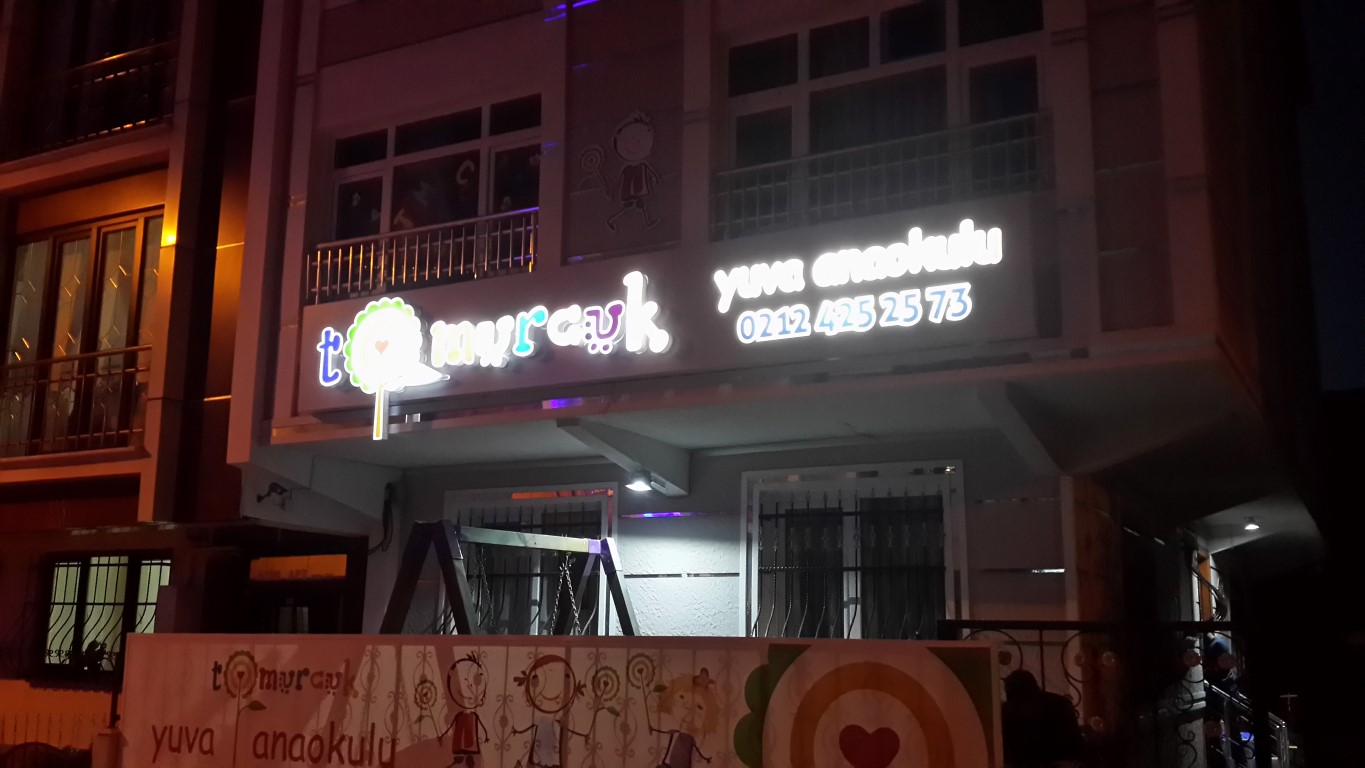 tomurcuk
yuva anaokulu
0212 425 25 73
tomurcuk
yuva anaokulu